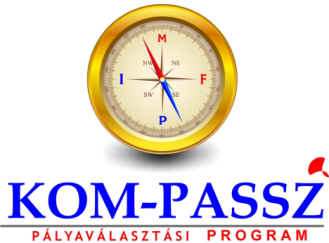 M
NW NE
I F
SW SE
P
KOM-PASSZ
PÁLYAVÁLASZTÁSI PROGRAM